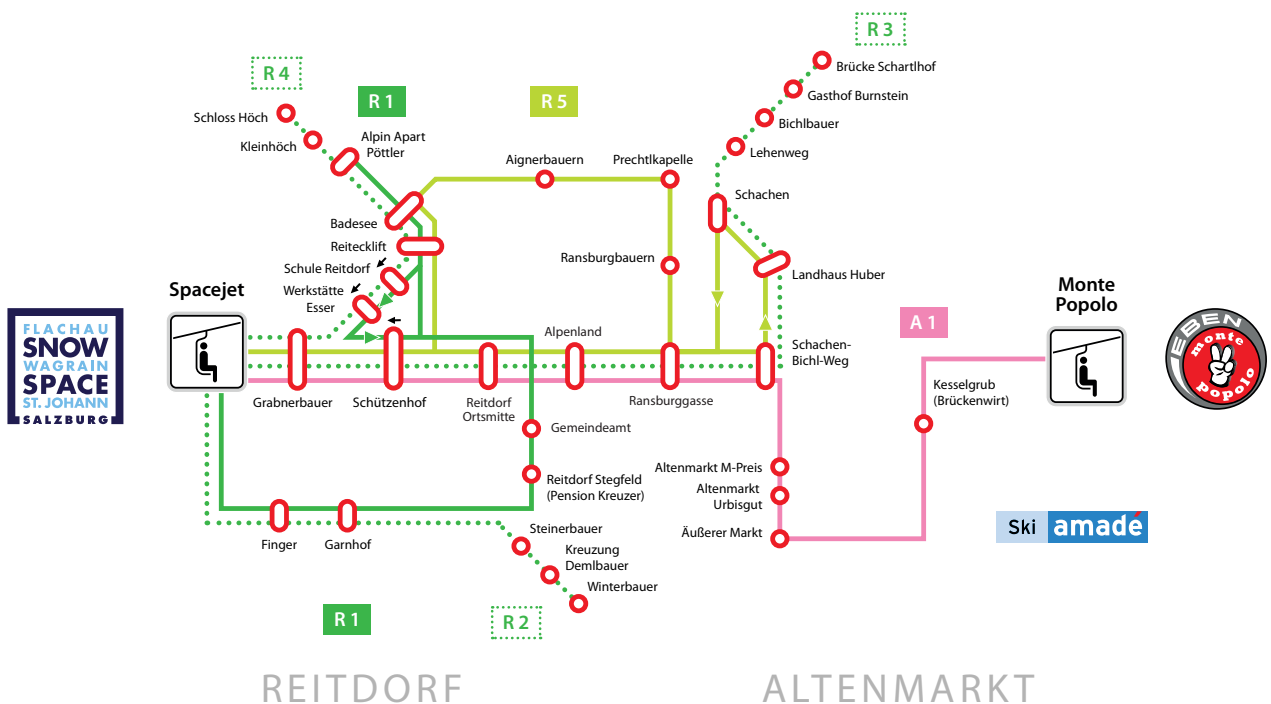 R 3
Brücke Schartlhof
R 4
Gasthof Burnstein
R 1
R 5
Schloss Höch
Bichlbauer
Alpin Apart
Pöttler
Kleinhöch
Lehenweg
Aignerbauern
Prechtlkapelle
Schachen
Badesee
Reitecklift
Ransburgbauern
Schule Reitdorf
Landhaus Huber
Werkstätte
Esser
Spacejet
Monte
Popolo
A 1
FLACHAU
SNOW
WAGRAIN
SPACE
ST. JOHANN
SALZBURG
Alpenland
Schachen-
Bichl-Weg
EBEN
monte
popolo
Kesselgrub
(Brückenwirt)
Grabnerbauer
Schützenhof
Reitdorf
Ortsmitte
Ransburggasse
Gemeindeamt
Altenmarkt M-Preis
Reitdorf Stegfeld
(Pension Kreuzer)
Altenmarkt
Urbisgut
Äußerer Markt
Ski amadé
Finger
Garnhof
Steinerbauer
Kreuzung
Demlbauer
Winterbauer
R 1
R 2
REITDORF
ALTENMARKT